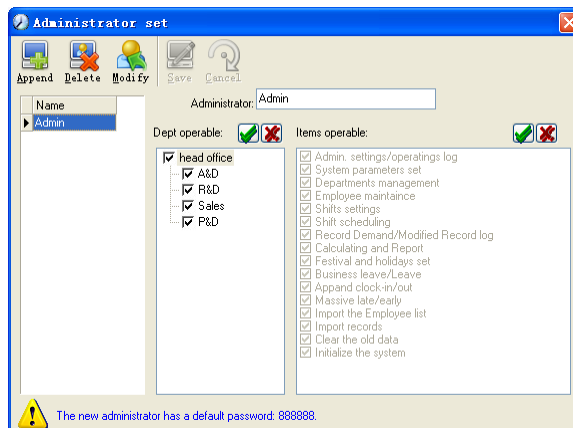 Administrator set
Append Delete Modify Save Cancel
Name
Admin
Administrator: Admin
Dept operable:
head office
A&D
R&D
Sales
P&D
Items operable:
Admin. settings/operatings log
System parameters set
Departments management
Employee maintaince
Shifts settings
Shift scheduling
Record Demand/Modified Record log
Calculating and Report
Festival and holidays set
Business leave/Leave
Appand clock-in/out
Massive late/early
Import the Employee list
Import records
Clear the old data
Initialize the system
The new administrator has a default password: 888888.